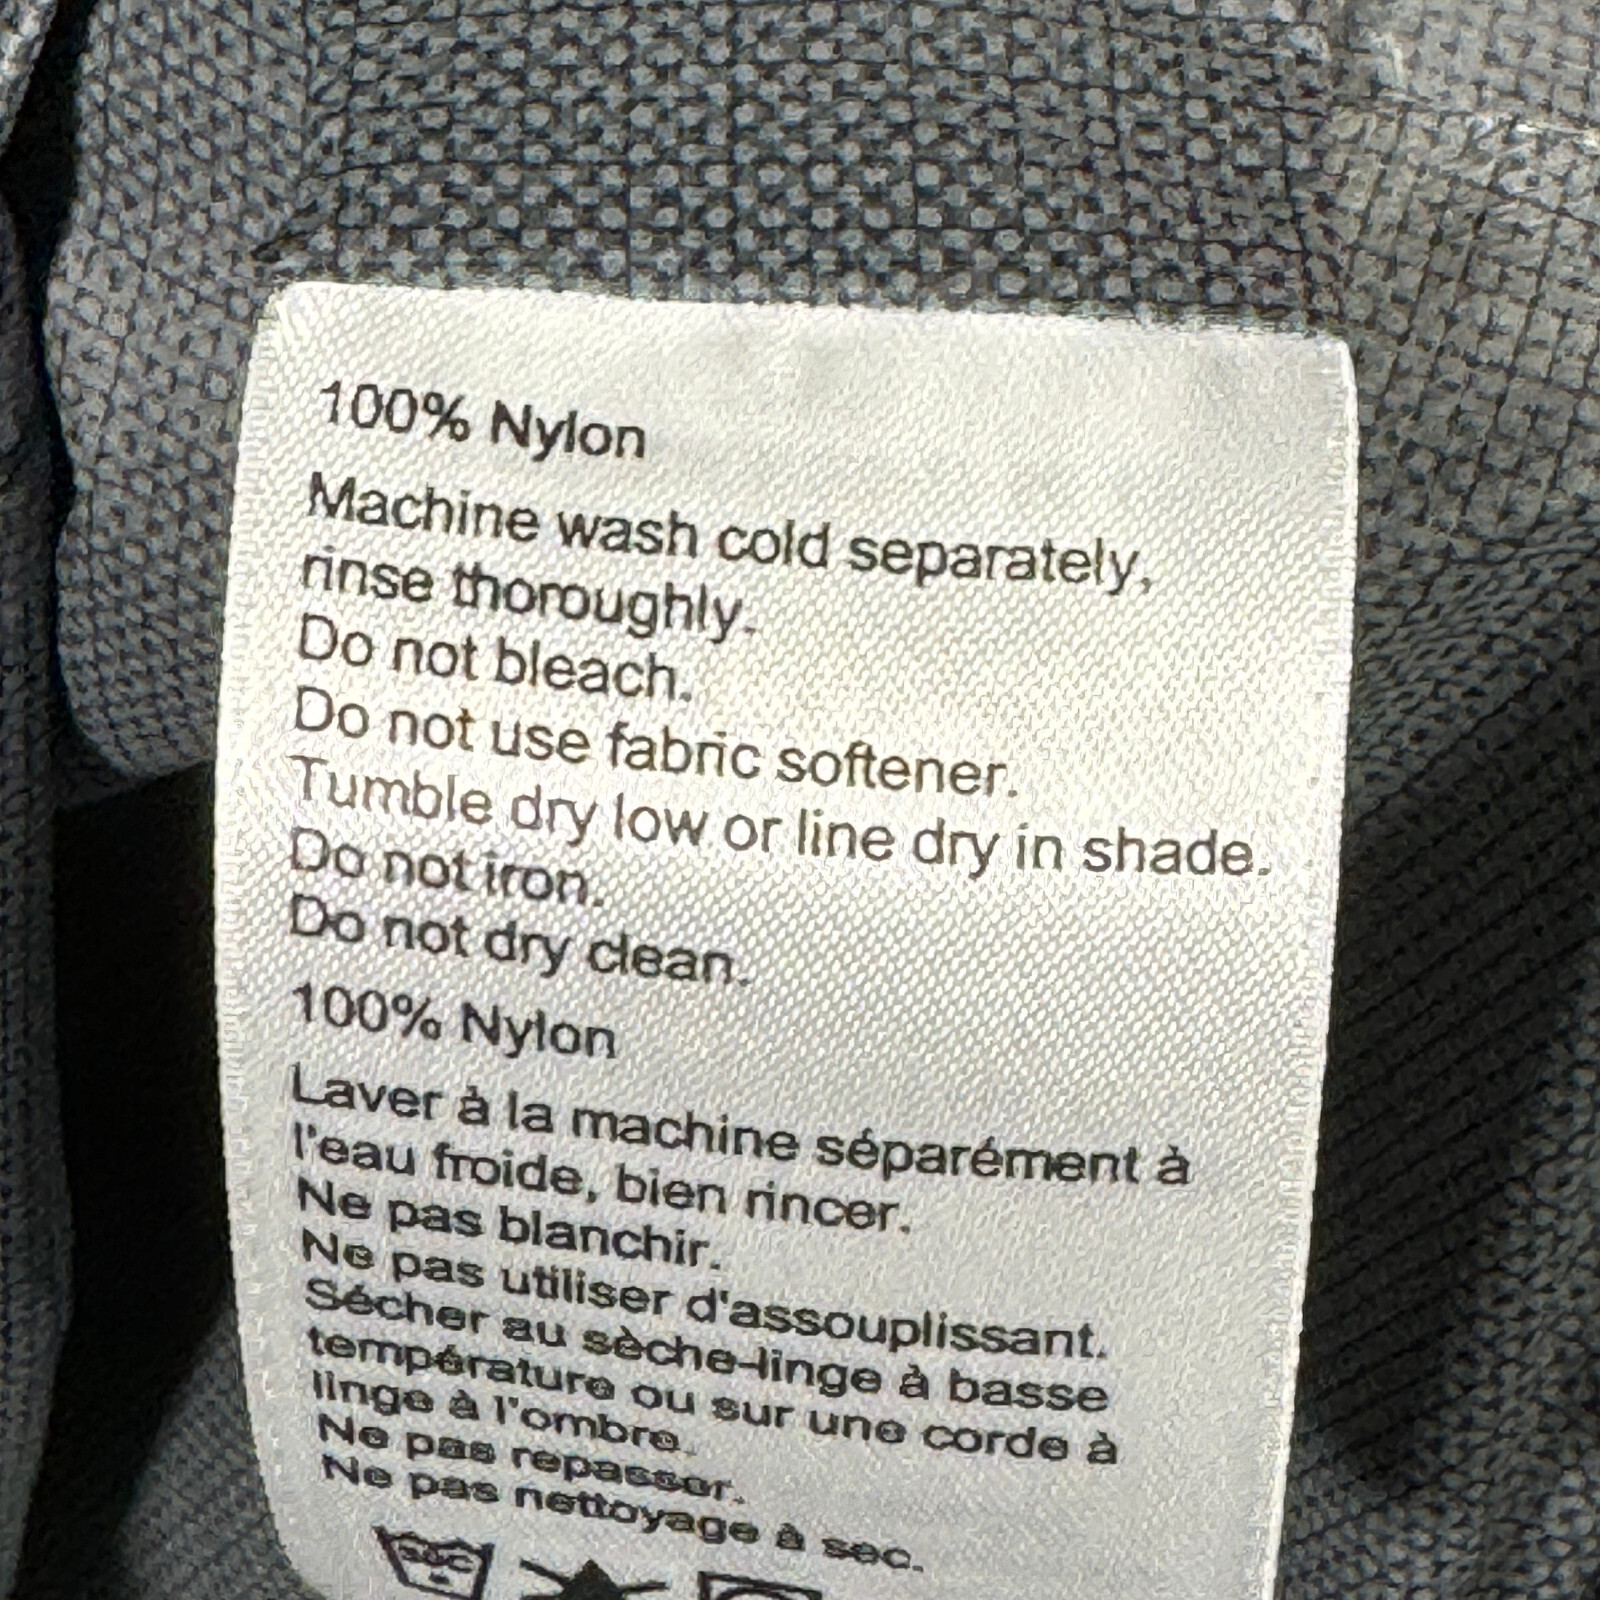 100% Nylon
Machine wash cold separately,
rinse thoroughly.
Do not bleach.
Do not use fabric softener.
Tumble dry low or line dry in shade.
Do not iron.
Do not dry clean.
100% Nylon
Laver à la machine séparément à
l'eau froide, bien rincer.
Ne pas blanchir.
Ne pas utiliser d'assouplissant.
Sécher au sèche-linge à basse
température ou sur une corde à
linge à l'ombre.
Ne pas repasser.
Ne pas nettoyage à sec.